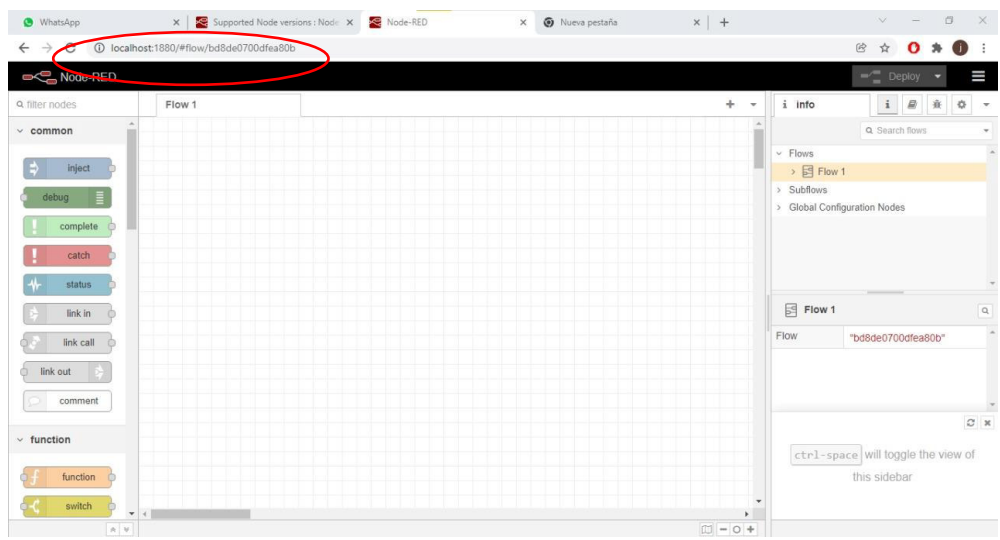 WhatsApp
Supported Node versions : Node
Node-RED
Nueva pestaña
localhost:1880/#flow/bd8de0700dfea80b
Node-RED
Deploy
filter nodes
Flow 1
i info
i
common
Search flows
Flows
Flow 1
Subflows
Global Configuration Nodes
inject
debug
complete
catch
status
link in
link call
link out
comment
function
function
switch
Flow 1
Flow "bd8de0700dfea80b"
ctrl-space will toggle the view of
this sidebar